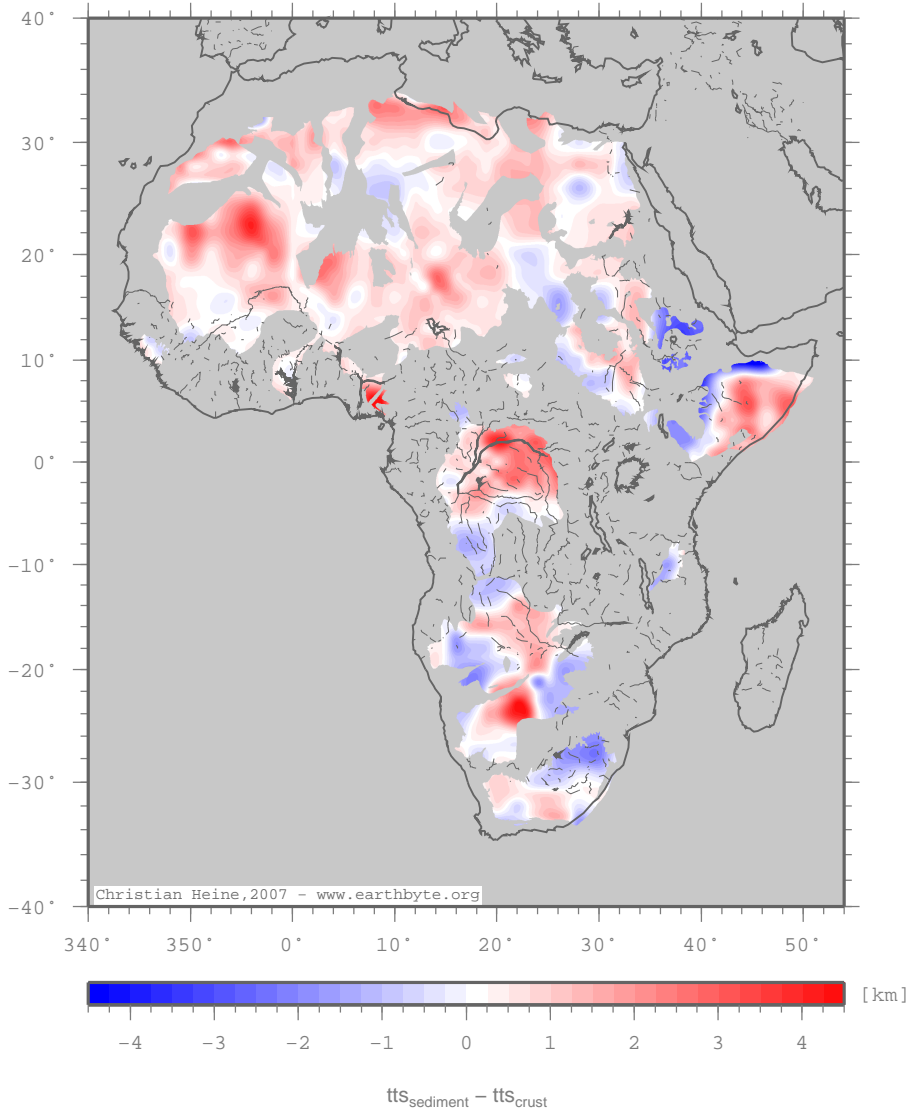 40°
30°
20°
10°
0°
−10°
−20°
−30°
−40°
Christian Heine,2007 − www.earthbyte.org
340° 350° 0° 10° 20° 30° 40° 50°
[km]
−4 −3 −2 −1 0 1 2 3 4
ttssediment − ttscrust